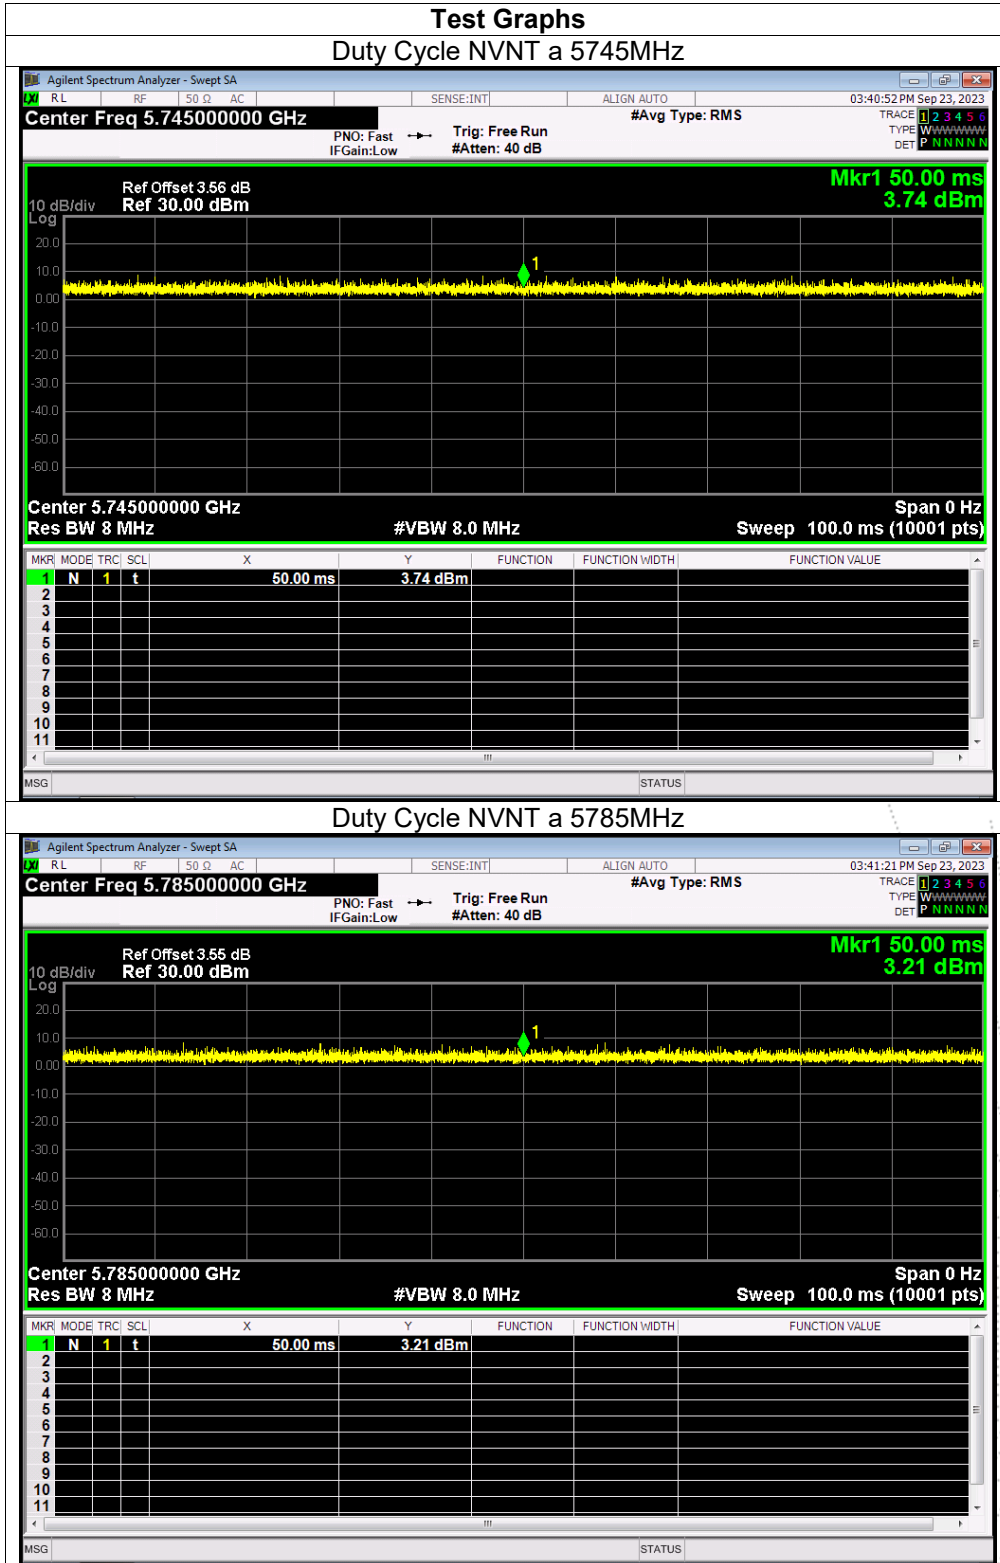 Test Graphs
Duty Cycle NVNT a 5745MHz
Agilent Spectrum Analyzer - Swept SA
LXI RL RF 50 Ω AC SENSE:INT ALIGN AUTO 03:40:52 PM Sep 23, 2023
Center Freq 5.745000000 GHz #Avg Type: RMS TRACE 1 2 3 4 5 6
PNO: Fast Trig: Free Run TYPE WWWWWWW
IFGain:Low #Atten: 40 dB DET P N N N N N
Mkr1 50.00 ms
Ref Offset 3.56 dB
10 dB/div Ref 30.00 dBm 3.74 dBm
Log
20.0
1
10.0
0.00
-10.0
-20.0
-30.0
-40.0
-50.0
-60.0
Center 5.745000000 GHz Span 0 Hz
Res BW 8 MHz #VBW 8.0 MHz Sweep 100.0 ms (10001 pts)
MKR MODE TRC SCL X Y FUNCTION FUNCTION WIDTH FUNCTION VALUE
1 N 1 t 50.00 ms 3.74 dBm
2
3
4
5
6
7
8
9
10
11
MSG STATUS
Duty Cycle NVNT a 5785MHz
Agilent Spectrum Analyzer - Swept SA
LXI RL RF 50 Ω AC SENSE:INT ALIGN AUTO 03:41:21 PM Sep 23, 2023
Center Freq 5.785000000 GHz #Avg Type: RMS TRACE 1 2 3 4 5 6
PNO: Fast Trig: Free Run TYPE WWWWWWW
IFGain:Low #Atten: 40 dB DET P N N N N N
Mkr1 50.00 ms
Ref Offset 3.55 dB
10 dB/div Ref 30.00 dBm 3.21 dBm
Log
20.0
1
10.0
0.00
-10.0
-20.0
-30.0
-40.0
-50.0
-60.0
Center 5.785000000 GHz Span 0 Hz
Res BW 8 MHz #VBW 8.0 MHz Sweep 100.0 ms (10001 pts)
MKR MODE TRC SCL X Y FUNCTION FUNCTION WIDTH FUNCTION VALUE
1 N 1 t 50.00 ms 3.21 dBm
2
3
4
5
6
7
8
9
10
11
MSG STATUS